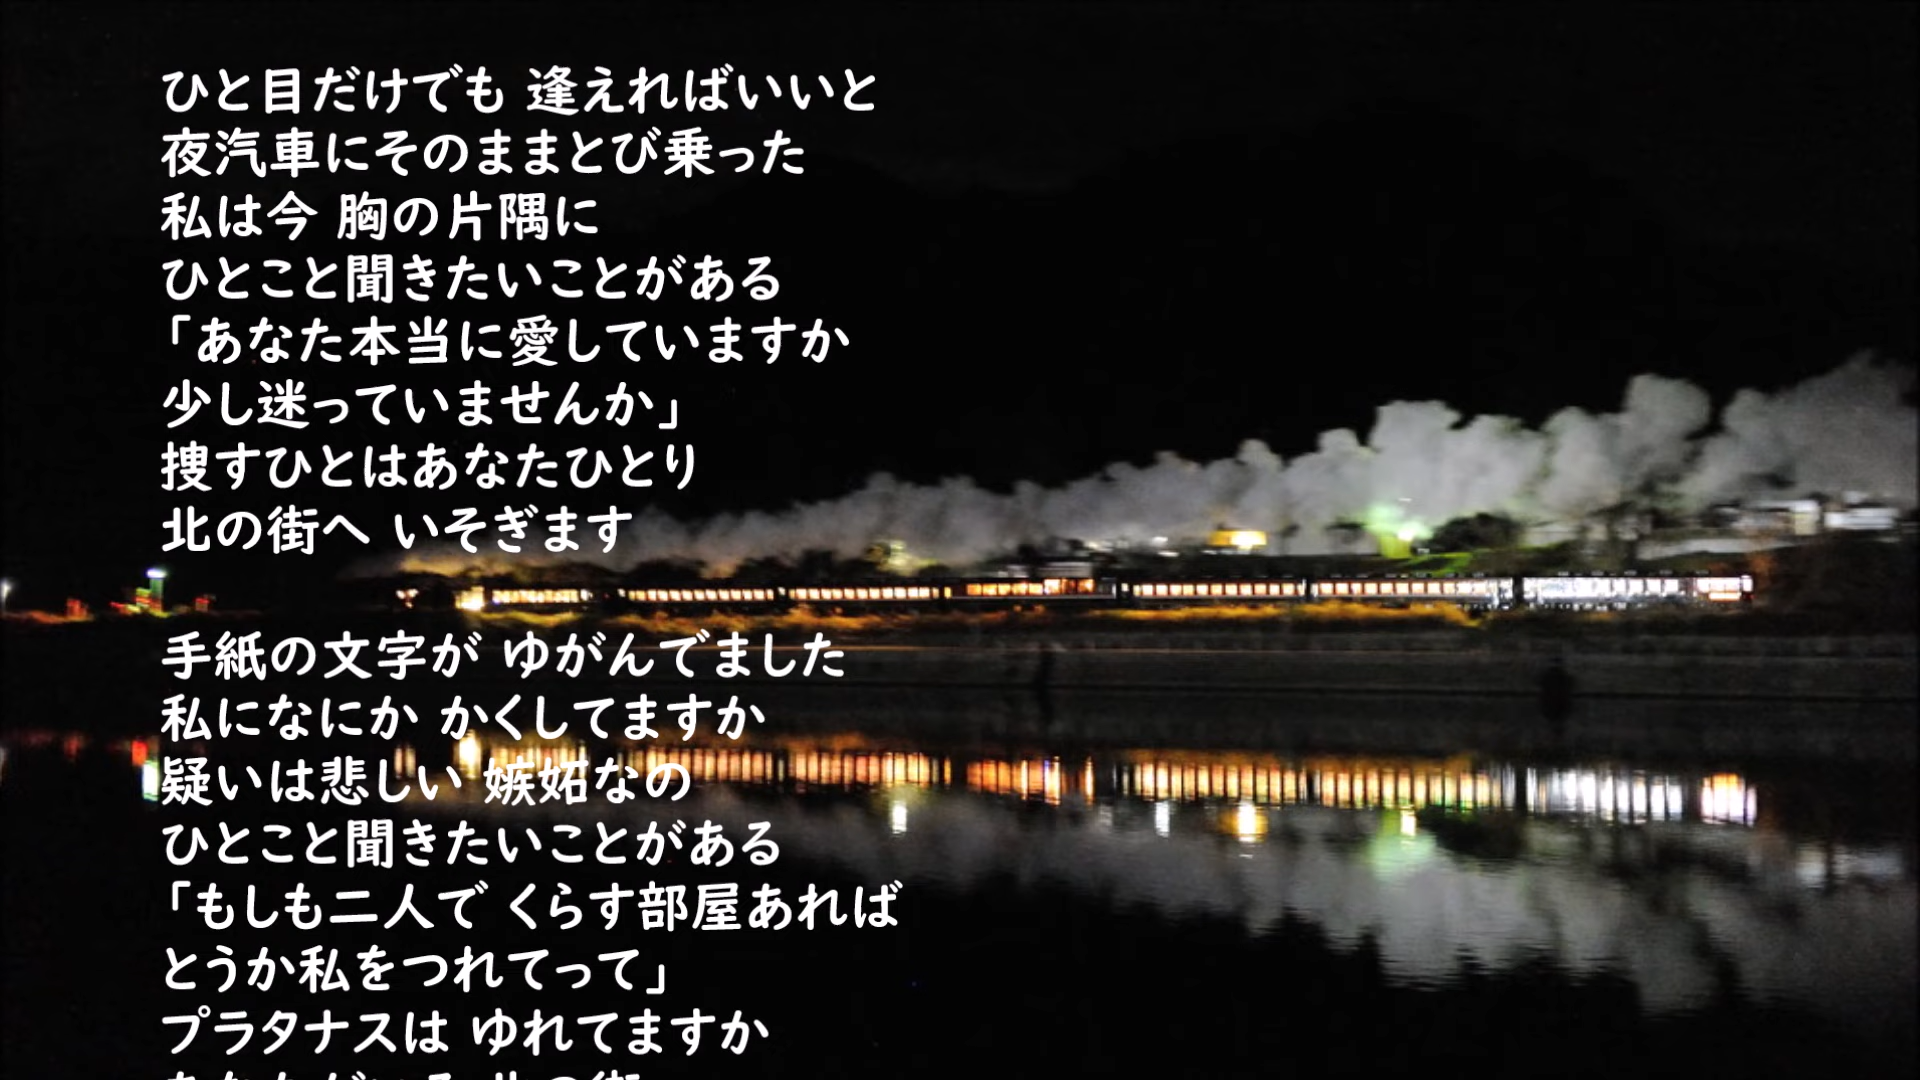 ひと目だけでも 逢えればいいと
夜汽車にそのままとび乗った
私は今 胸の片隅に
ひとこと聞きたいことがある
「あなた本当に愛していますか
少し迷っていませんか」
捜すひとはあなたひとり
北の街へ いそぎます
手紙の文字が ゆがんでました
私になにか かくしてますか
疑いは悲しい 嫉妬なの
ひとこと聞きたいことがある
「もしも二人で くらす部屋あれば
とうか私をつれてって」
プラタナスは ゆれてますか